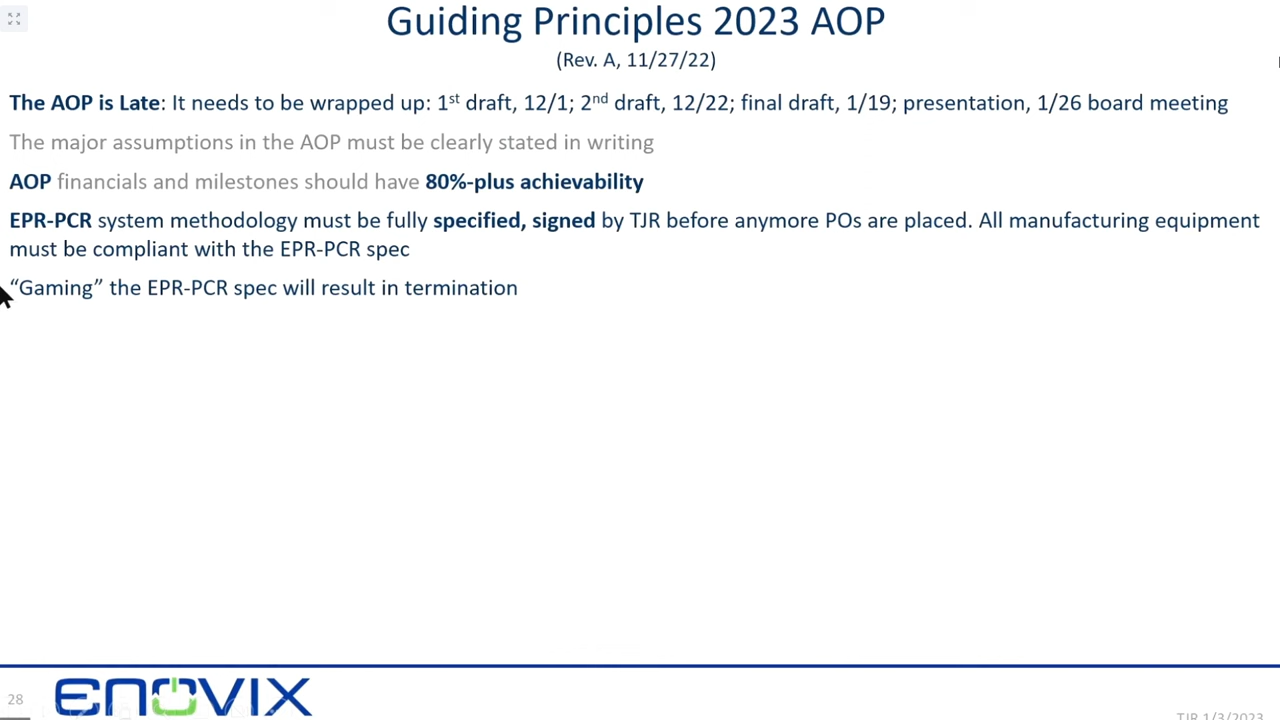 Guiding Principles 2023 AOP
(Rev. A, 11/27/22)
The AOP is Late: It needs to be wrapped up: 1st draft, 12/1; 2nd draft, 12/22; final draft, 1/19; presentation, 1/26 board meeting
The major assumptions in the AOP must be clearly stated in writing
AOP financials and milestones should have 80%-plus achievability
EPR-PCR system methodology must be fully specified, signed by TJR before anymore POs are placed. All manufacturing equipment
must be compliant with the EPR-PCR spec
“Gaming” the EPR-PCR spec will result in termination
28
ENOVIX
TJR 1/3/2023